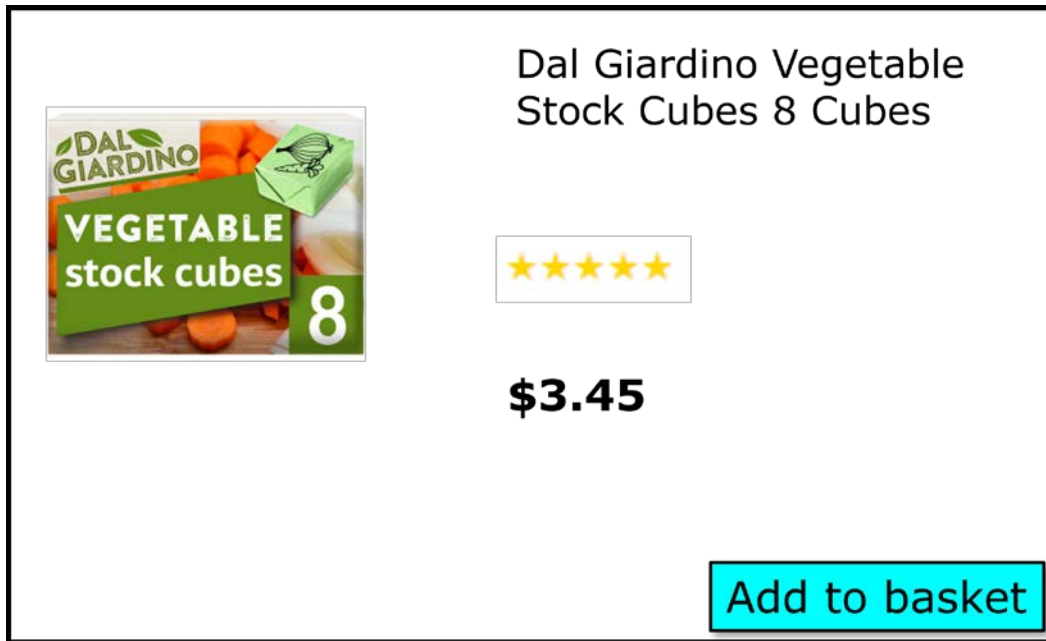 Dal Giardino Vegetable
Stock Cubes 8 Cubes
DAL
GIARDINO
VEGETABLE
stock cubes
8
$3.45
Add to basket